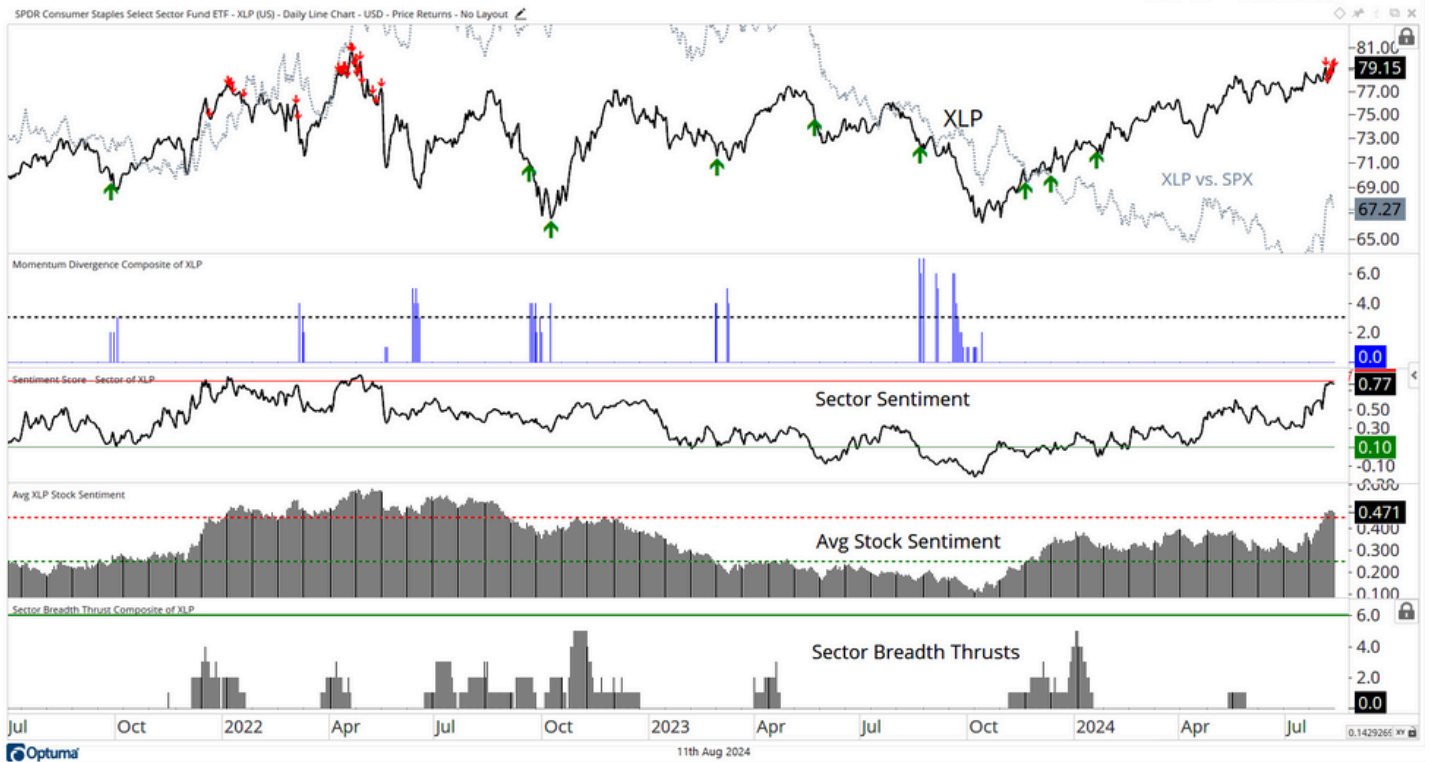 SPDR Consumer Staples Select Sector Fund ETF - XLP (US) - Daily Line Chart - USD - Price Returns - No Layout
81.00
79.15
77.00
75.00
73.00
71.00
69.00
67.27
65.00
XLP
XLP vs. SPX
Momentum Divergence Composite of XLP
6.0
4.0
2.0
0.0
Sentiment Score - Sector of XLP
Sector Sentiment
0.77
0.50
0.30
0.10
-0.10
Avg XLP Stock Sentiment
Avg Stock Sentiment
0.471
0.400
0.300
0.200
0.100
Sector Breadth Thrust Composite of XLP
Sector Breadth Thrusts
6.0
4.0
2.0
0.0
Jul Oct 2022 Apr Jul Oct 2023 Apr Jul Oct 2024 Apr Jul
0.1429269 XY
Optuma
11th Aug 2024